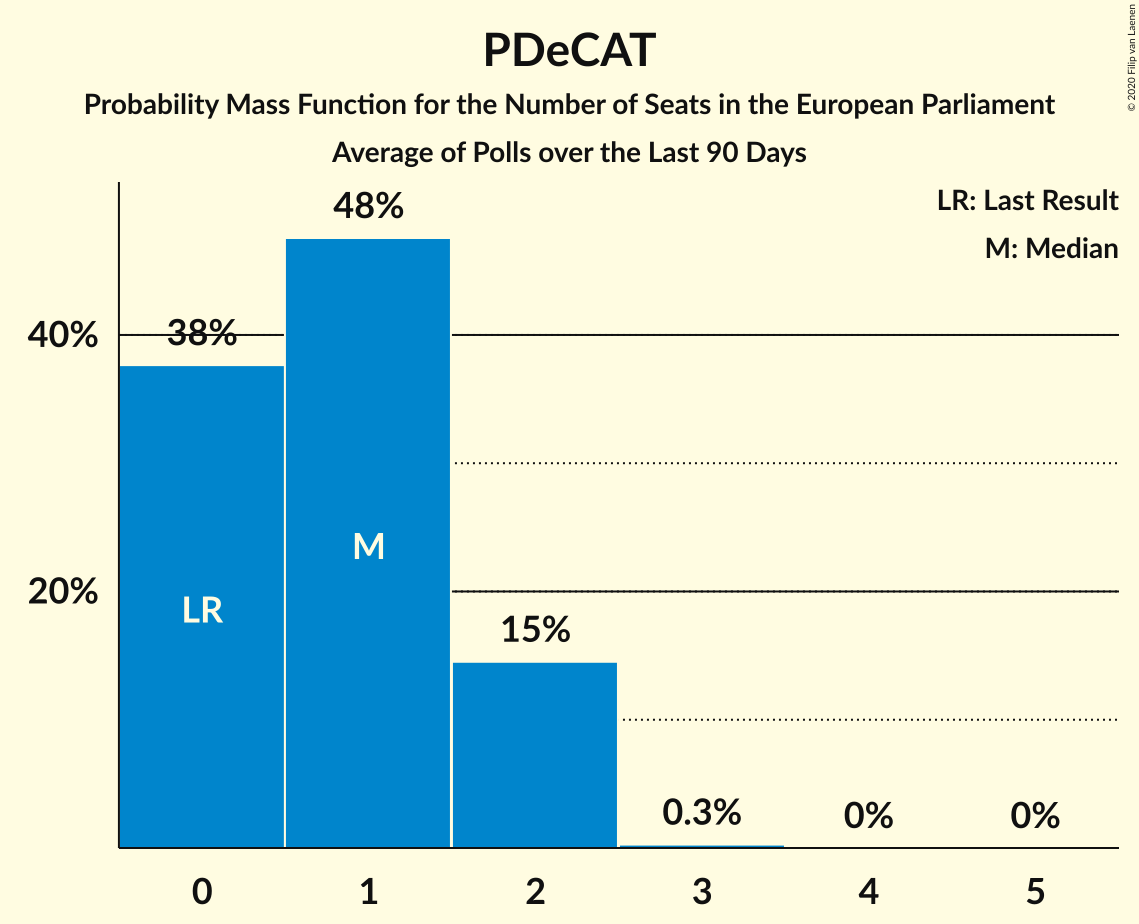 PDeCAT
Probability Mass Function for the Number of Seats in the European Parliament
Average of Polls over the Last 90 Days
© 2020 Filip van Laenen
LR: Last Result
M: Median
48%
40%
38%
M
20%
LR
15%
0.3%
0%
0%
0 1 2 3 4 5